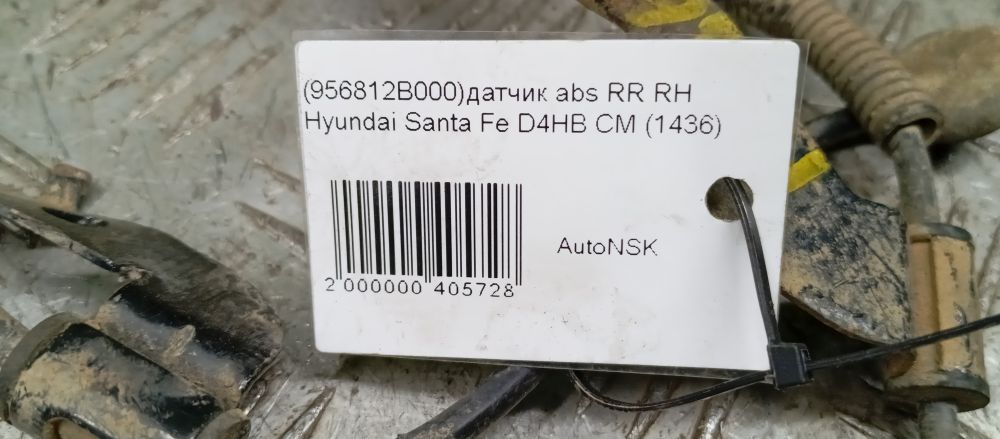 (956812B000)датчик abs RR RH
Hyundai Santa Fe D4HB CM (1436)
AutoNSK
2 000000 405728